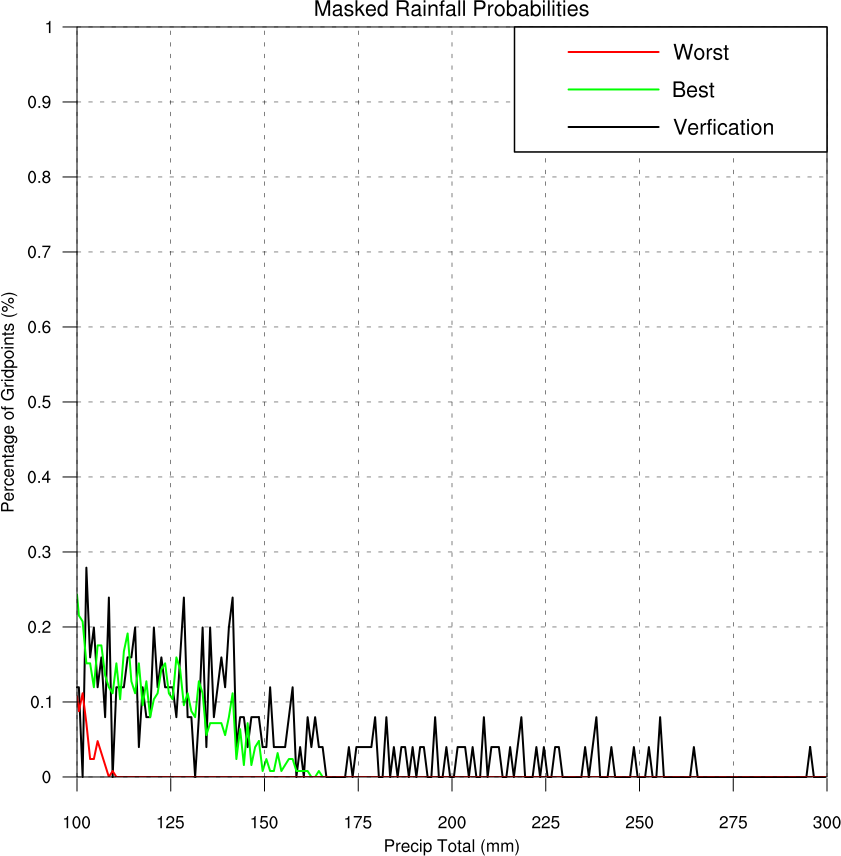 Masked Rainfall Probabilities
Worst
Best
Verfication
Percentage of Gridpoints (%)
1
0.9
0.8
0.7
0.6
0.5
0.4
0.3
0.2
0.1
0
100 125 150 175 200 225 250 275 300
Precip Total (mm)